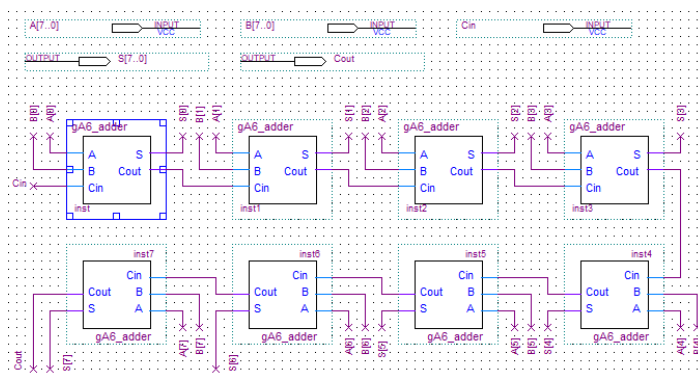 A[7..0] INPUT VCC B[7..0] INPUT VCC Cin INPUT VCC
OUTPUT S[7..0] OUTPUT Cout
B[0] A[0] S[0] B[1] A[1] S[1] B[2] A[2] S[2] B[3] A[3] S[3]
gA6_adder gA6_adder gA6_adder gA6_adder
A S A S A S A S
B Cout B Cout B Cout B Cout
Cin Cin Cin Cin Cin
inst inst1 inst2 inst3
inst7 inst6 inst5 inst4
Cin Cin Cin Cin
Cout B Cout B Cout B Cout B
S A S A S A S A
gA6_adder gA6_adder gA6_adder gA6_adder
Cout S[7] A[7] B[7] S[6] A[6] B[6] S[5] A[5] B[5] S[4] A[4]